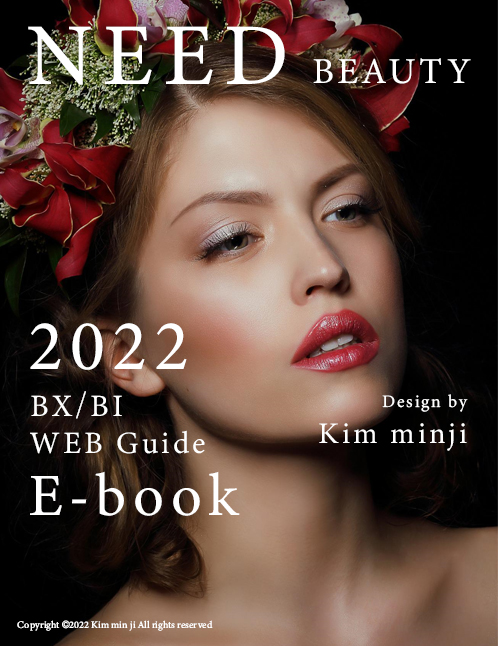 NEED BEAUTY
2022
BX/BI
WEB Guide
E-book
Design by
Kim minji
Copyright ©2022 Kim min ji All rights reserved